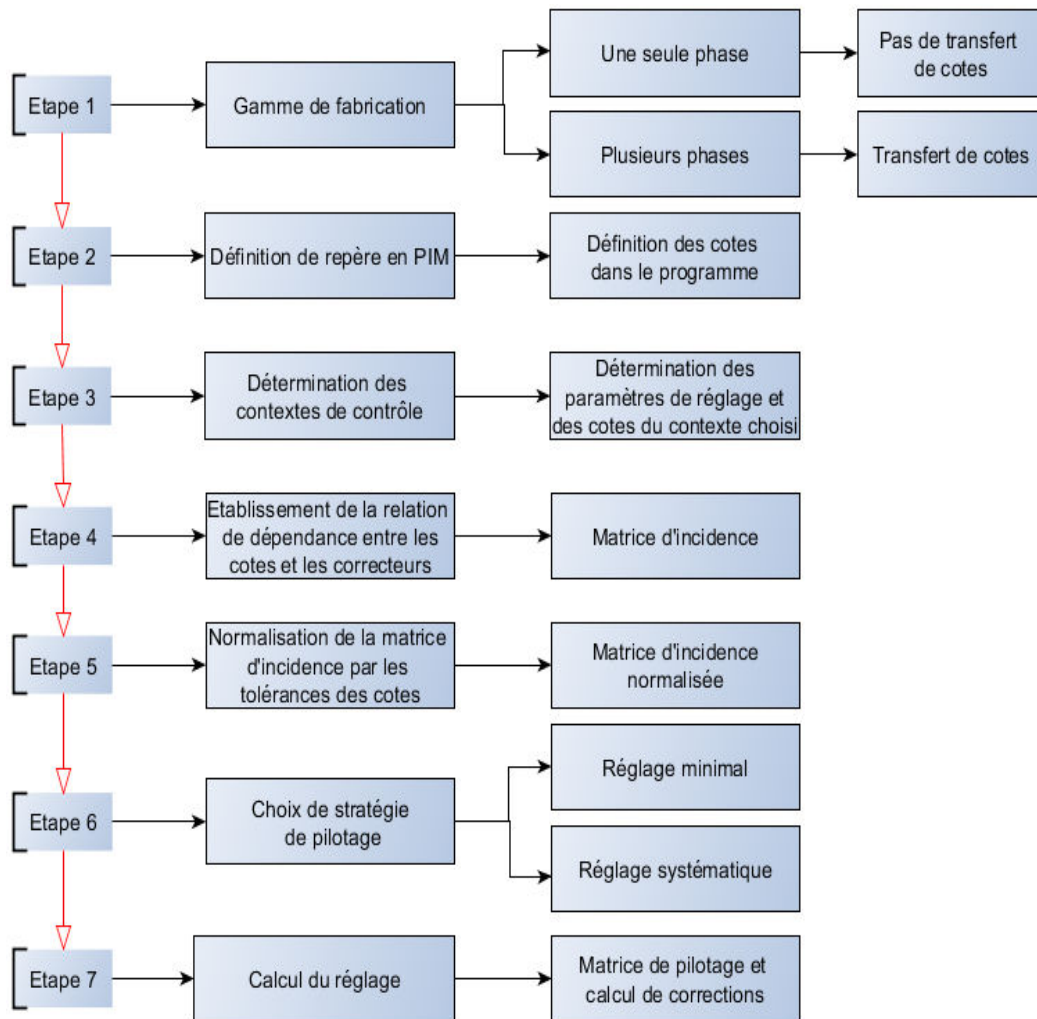 Etape 1
Gamme de fabrication
Une seule phase
Pas de transfert
de cotes
Plusieurs phases
Transfert de cotes
Etape 2
Définition de repère en PIM
Définition des cotes
dans le programme
Etape 3
Détermination des
contextes de contrôle
Détermination des
paramètres de réglage et
des cotes du contexte choisi
Etape 4
Etablissement de la relation
de dépendance entre les
cotes et les correcteurs
Matrice d'incidence
Etape 5
Normalisation de la matrice
d'incidence par les
tolérances des cotes
Matrice d'incidence
normalisée
Etape 6
Choix de stratégie
de pilotage
Réglage minimal
Réglage systématique
Etape 7
Calcul du réglage
Matrice de pilotage et
calcul de corrections